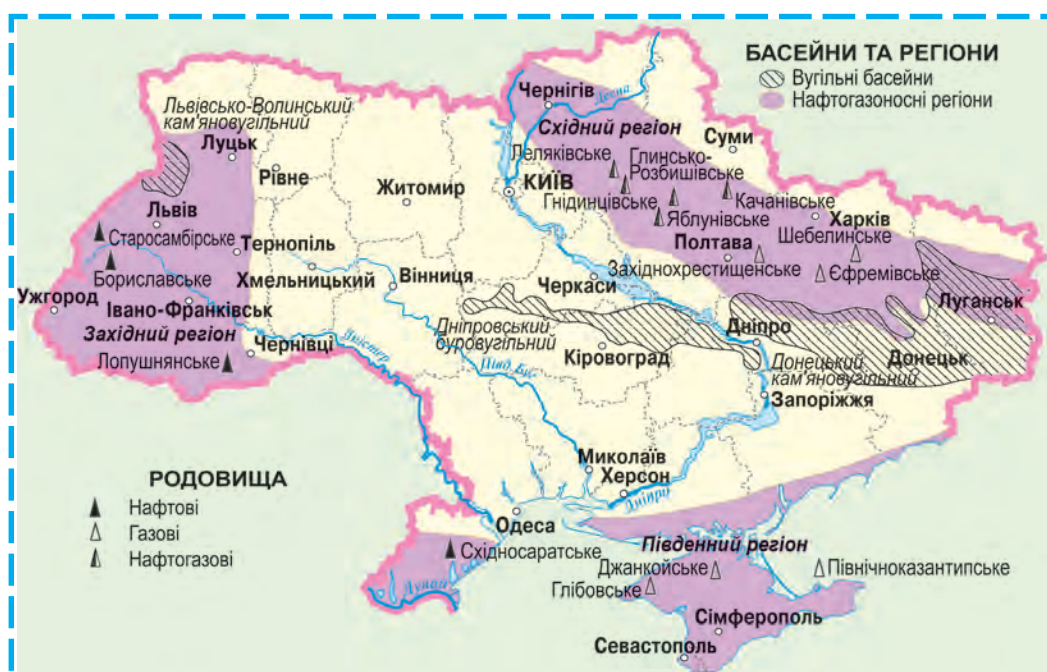 БАСЕЙНИ ТА РЕГІОНИ
Вугільні басейни
Нафтогазоносні регіони
Чернігів
Десна
Східний регіон
Львівсько-Волинський
кам'яновугільний
Луцьк
Рівне
Житомир
КИЇВ
Суми
Леляківське
Глинсько-
Розбишівське
Гнідинцівське
Качанівське
Яблунівське
Харків
Шебелинське
Полтава
Західнохрестищенське
Єфремівське
Львів
Старосамбірське
Тернопіль
Хмельницький
Вінниця
Черкаси
Бориславське
Ужгород
Івано-Франківськ
Західний регіон
Чернівці
Лопушнянське
Дністер
Дніпровський
буровугільний
Кіровоград
Півд. Буг
Дніпро
Луганськ
Донецьк
Донецький
кам'яновугільний
Запоріжжя
Миколаїв
Херсон
Дніпро
Одеса
РОДОВИЩА
Нафтові
Газові
Нафтогазові
Східносаратське
Дунай
Південний регіон
Джанкойське
Глібовське
Північноказантипське
Сімферополь
Севастополь